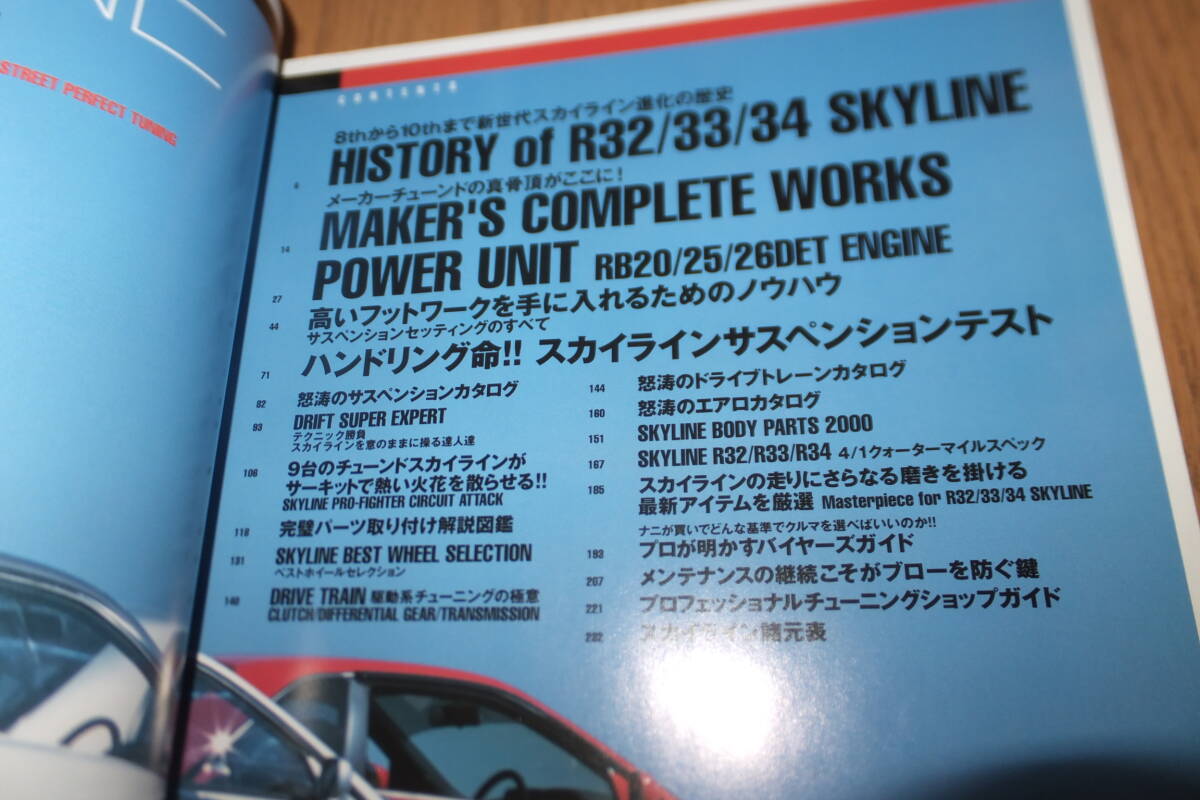 STREET PERFECT TUNING
CONTENTS
8thから10thまで新世代スカイライン進化の歴史
6 HISTORY of R32/33/34 SKYLINE
メーカーチューンドの真骨頂がここに!
14 MAKER'S COMPLETE WORKS
27 POWER UNIT RB20/25/26DET ENGINE
44 高いフットワークを手に入れるためのノウハウ
サスペンションセッティングのすべて
71 ハンドリング命!! スカイラインサスペンションテスト
82 怒濤のサスペンションカタログ
93 DRIFT SUPER EXPERT
テクニック勝負
スカイラインを意のままに操る達人達
108 9台のチューンドスカイラインが
サーキットで熱い火花を散らせる!!
SKYLINE PRO-FIGHTER CIRCUIT ATTACK
118 完璧パーツ取り付け解説図鑑
131 SKYLINE BEST WHEEL SELECTION
ベストホイールセレクション
140 DRIVE TRAIN 駆動系チューニングの極意
CLUTCH/DIFFERENTIAL GEAR/TRANSMISSION
144 怒濤のドライブトレーンカタログ
160 怒濤のエアロカタログ
151 SKYLINE BODY PARTS 2000
167 SKYLINE R32/R33/R34 4/1クォーターマイルスペック
185 スカイラインの走りにさらなる磨きを掛ける
最新アイテムを厳選 Masterpiece for R32/33/34 SKYLINE
ナニが買いでどんな基準でクルマを選べばいいのか!!
193 プロが明かすバイヤーズガイド
207 メンテナンスの継続こそがブローを防ぐ鍵
221 プロフェッショナルチューニングショップガイド
232 スカイライン諸元表